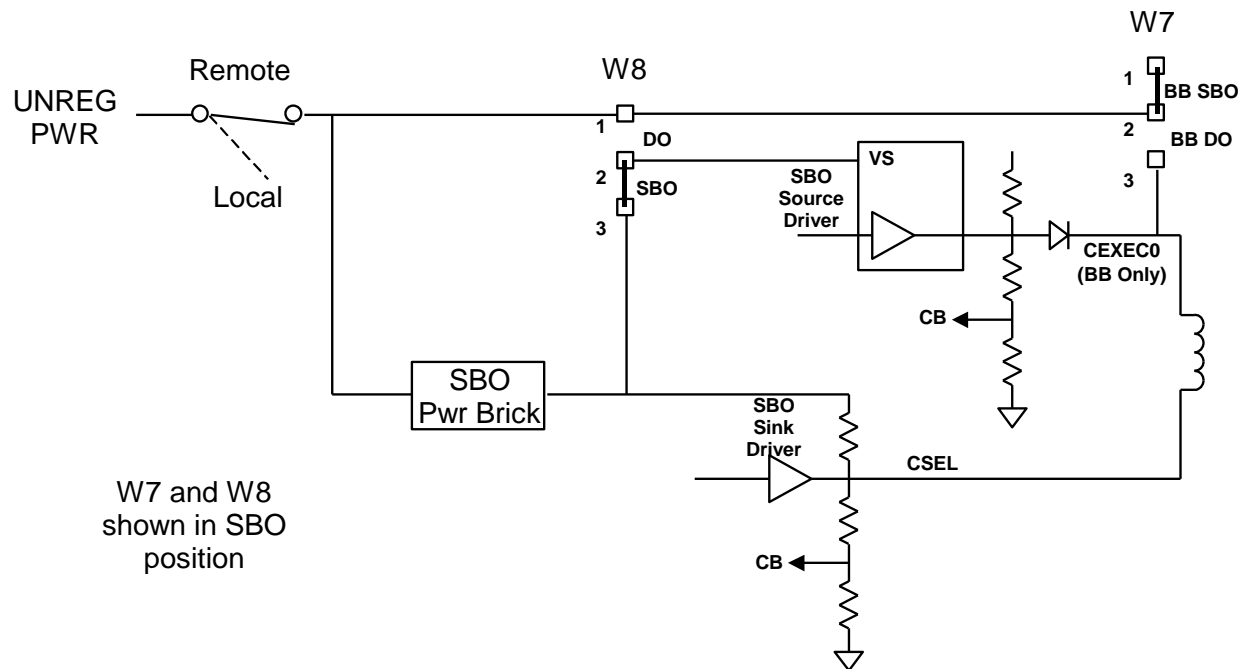 W7
Remote
W8
1
BB SBO
UNREG
PWR
1
2
DO
BB DO
Local
2
SBO
3
VS
SBO
Source
Driver
3
CEXEC0
(BB Only)
CB
SBO
Pwr Brick
SBO
Sink
Driver
CSEL
W7 and W8
shown in SBO
position
CB